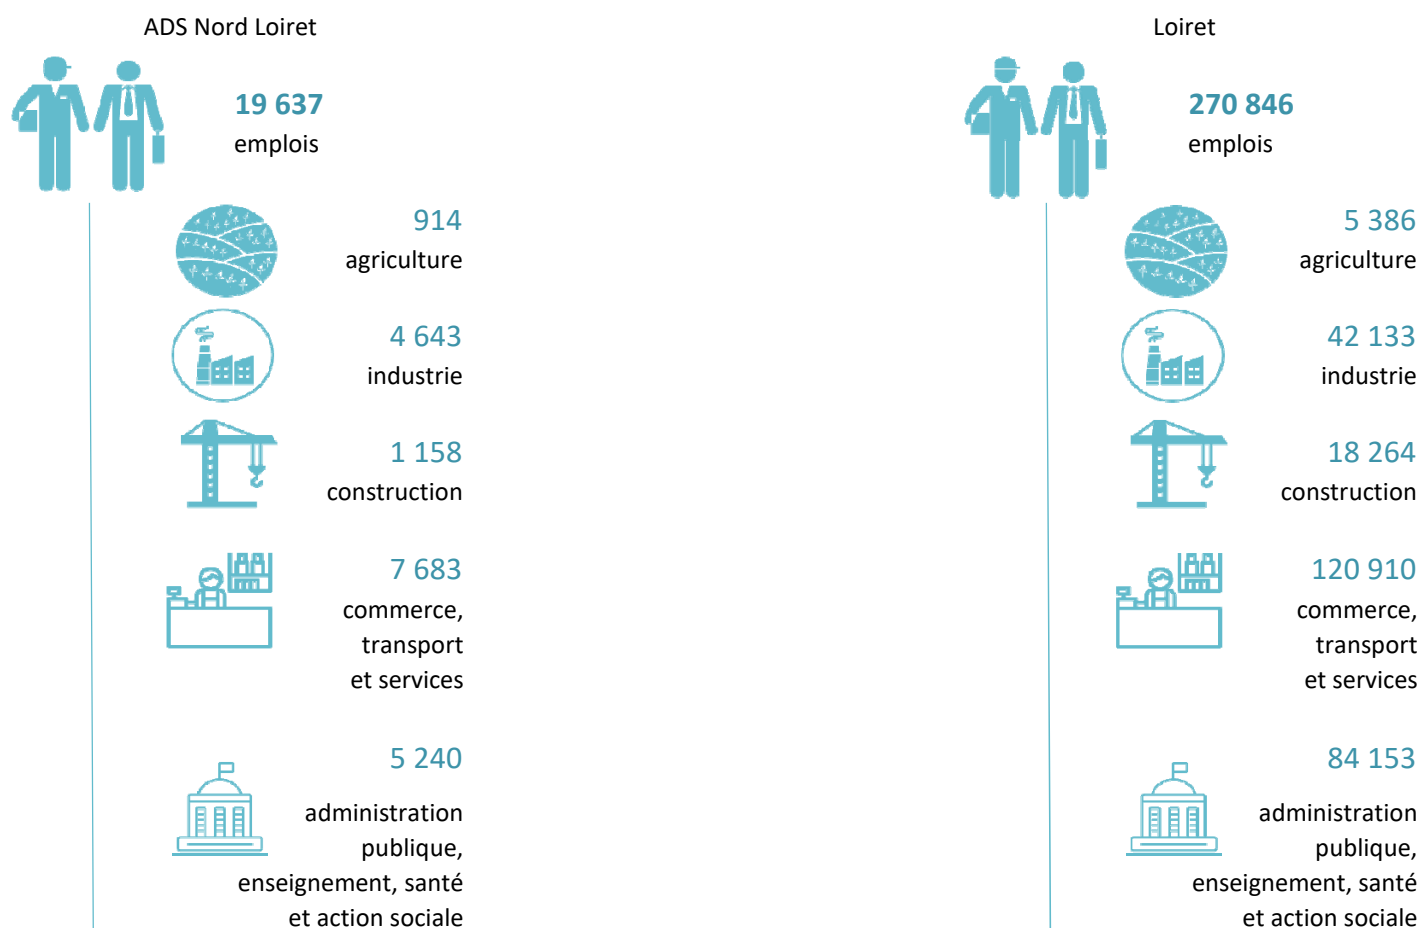 ADS Nord Loiret
19 637
emplois
914
agriculture
4 643
industrie
1 158
construction
7 683
commerce,
transport
et services
5 240
administration
publique,
enseignement, santé
et action sociale
Loiret
270 846
emplois
5 386
agriculture
42 133
industrie
18 264
construction
120 910
commerce,
transport
et services
84 153
administration
publique,
enseignement, santé
et action sociale